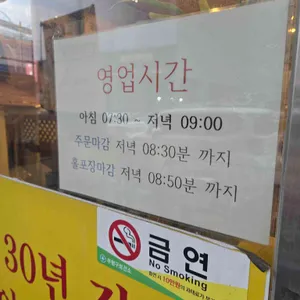 영업시간
아침 07:30 ~ 저녁 09:00
주문마감 저녁 08:30분 까지
홀포장마감 저녁 08:50분 까지
금연
No Smoking
30년